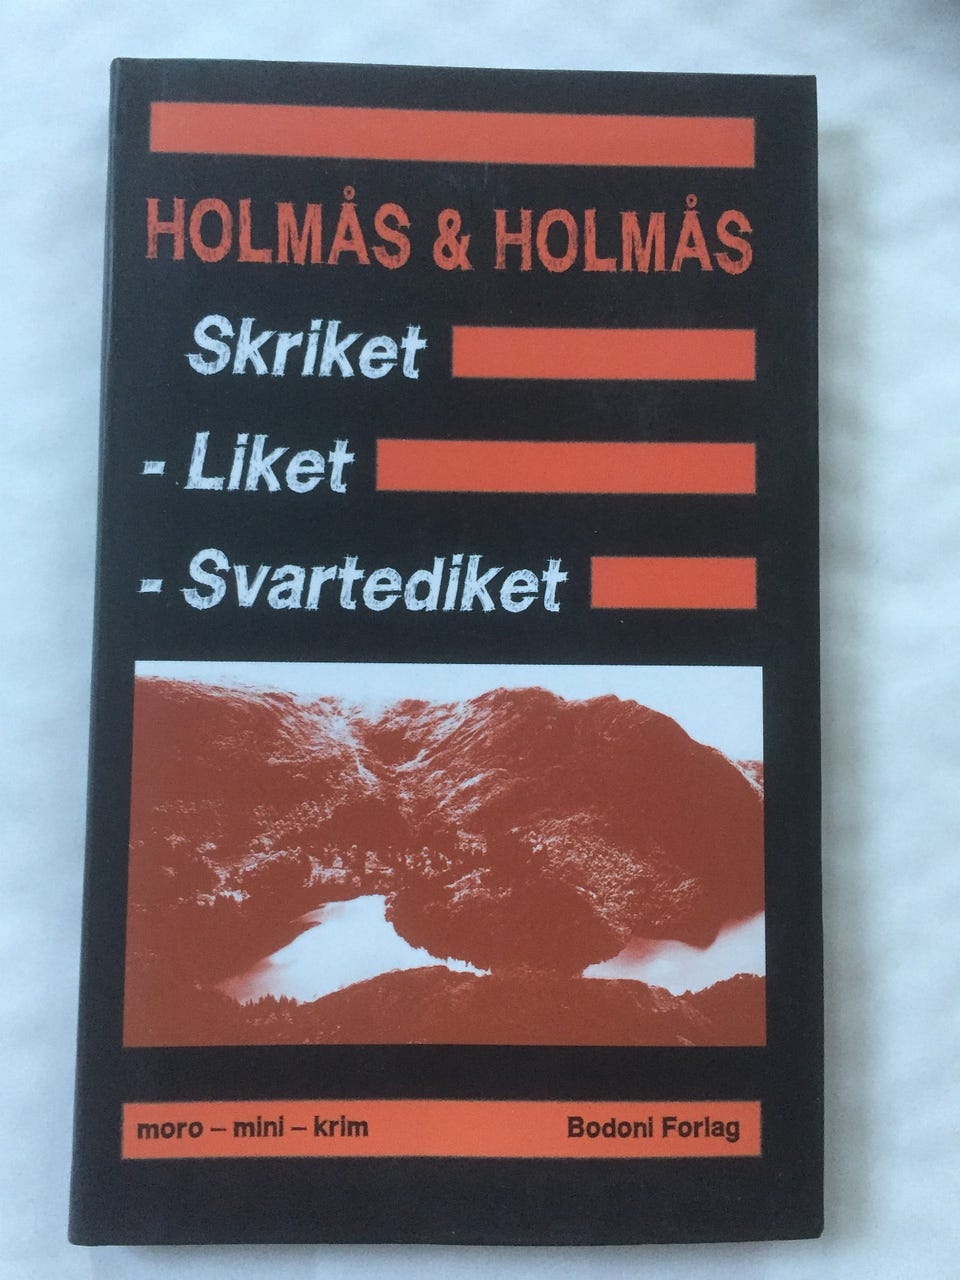 HOLMÅS & HOLMÅS
Skriket
- Liket
- Svartediket
moro – mini – krim
Bodoni Forlag